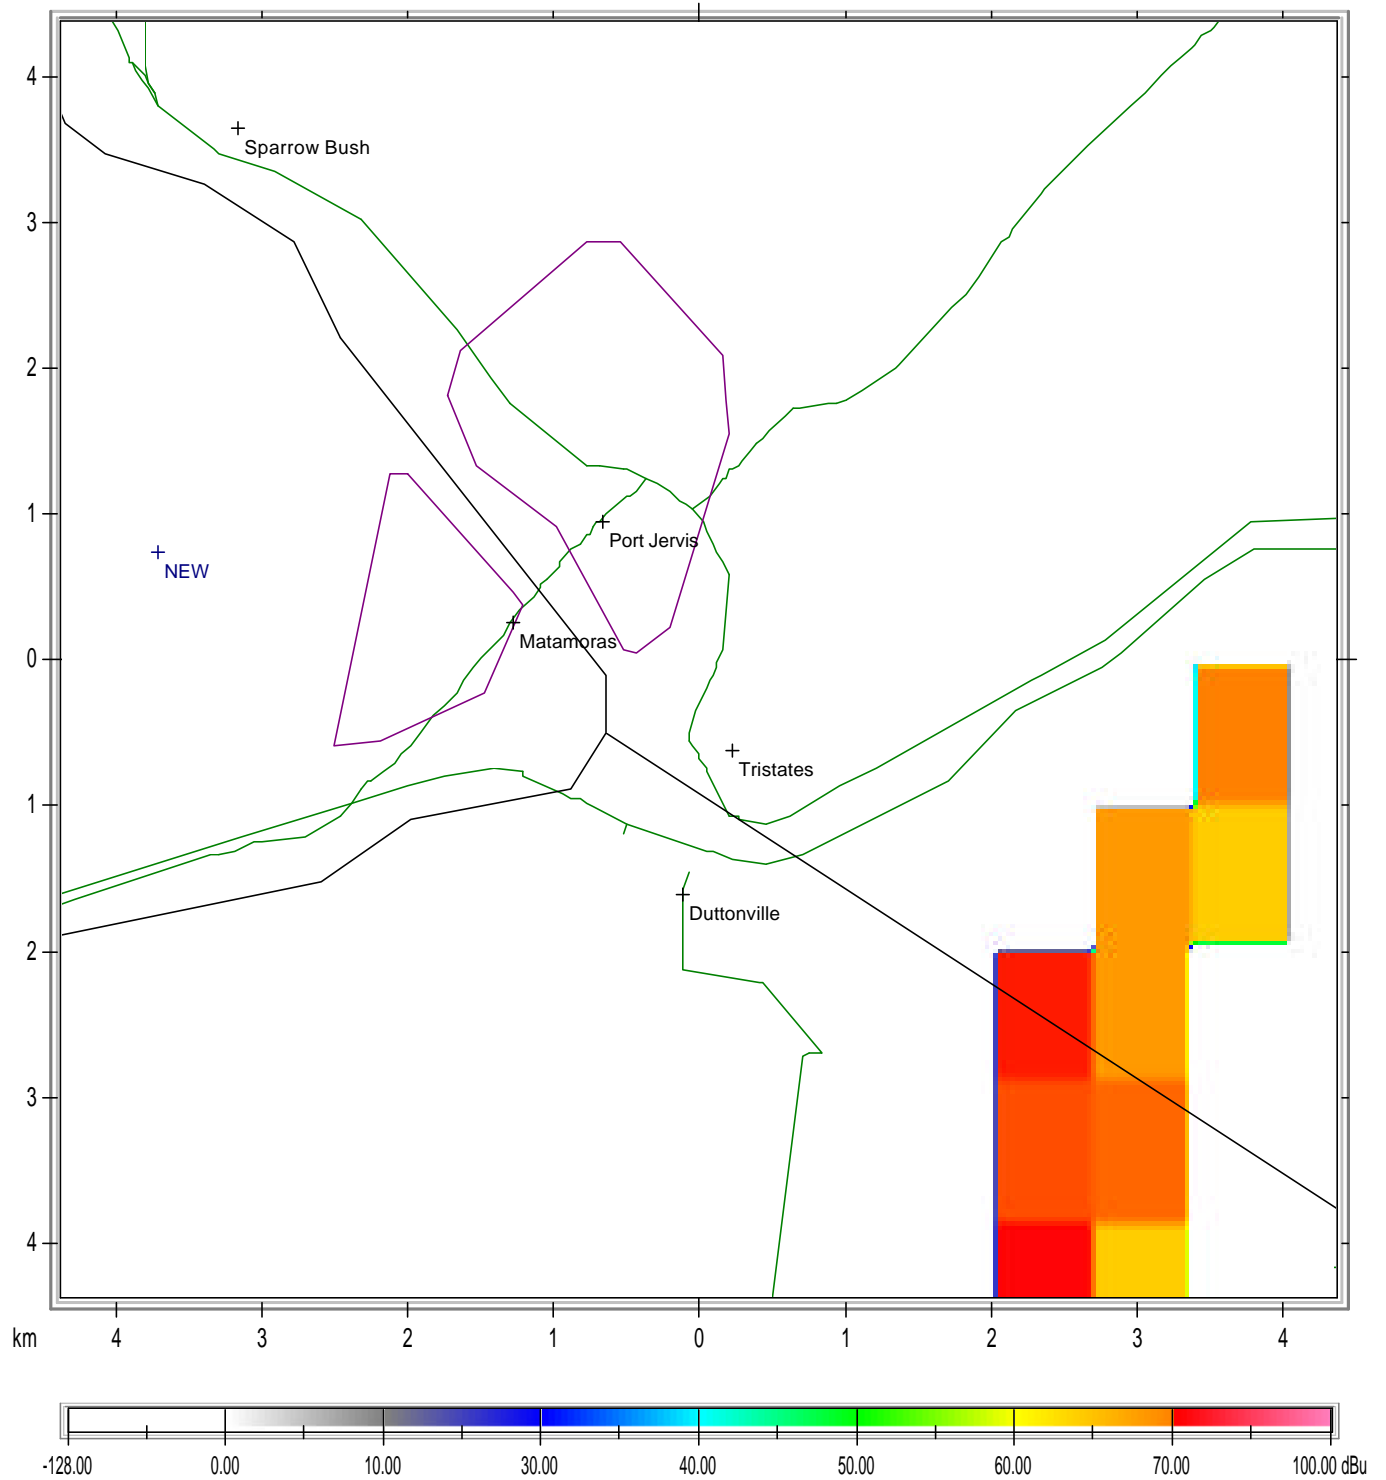 4
Sparrow Bush
3
2
1
Port Jervis
NEW
Matamoras
0
Tristates
1
Duttonville
2
3
4
km 4 3 2 1 0 1 2 3 4
-128.00 0.00 10.00 30.00 40.00 50.00 60.00 70.00 100.00 dBu